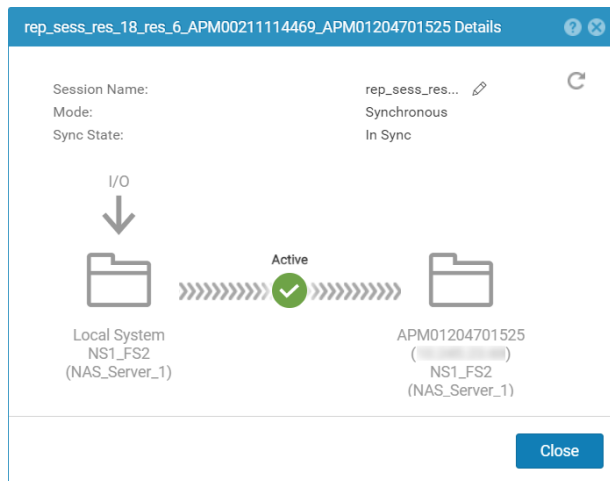 rep_sess_res_18_res_6_APM00211114469_APM01204701525 Details
Session Name: rep_sess_res...
Mode: Synchronous
Sync State: In Sync
I/O
Active
Local System
NS1_FS2
(NAS_Server_1)
APM01204701525
( )
NS1_FS2
(NAS_Server_1)
Close